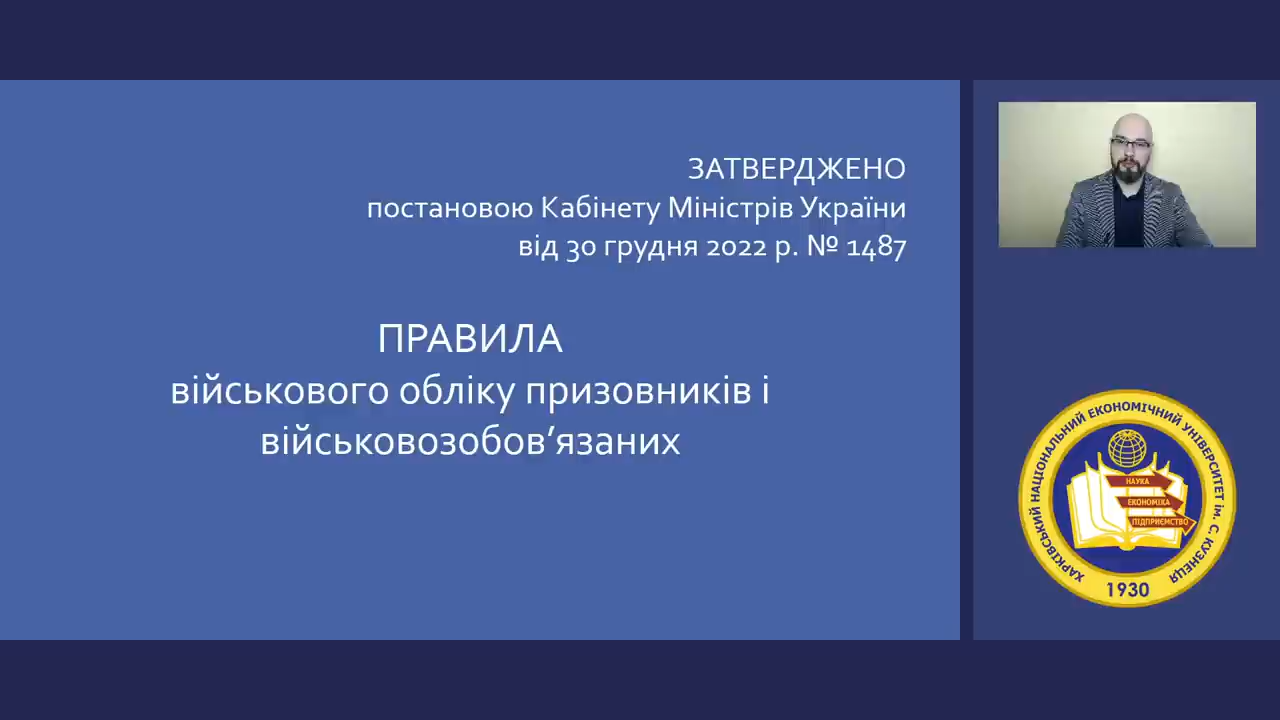 ЗАТВЕРДЖЕНО
постановою Кабінету Міністрів України
від 30 грудня 2022 р. № 1487
ПРАВИЛА
військового обліку призовників і
військовозобов’язаних
ХАРКІВСЬКИЙ НАЦІОНАЛЬНИЙ ЕКОНОМІЧНИЙ УНІВЕРСИТЕТ ім. С. КУЗНЕЦЯ
НАУКА
ЕКОНОМІКА
ПІДПРИЄМСТВО
1930